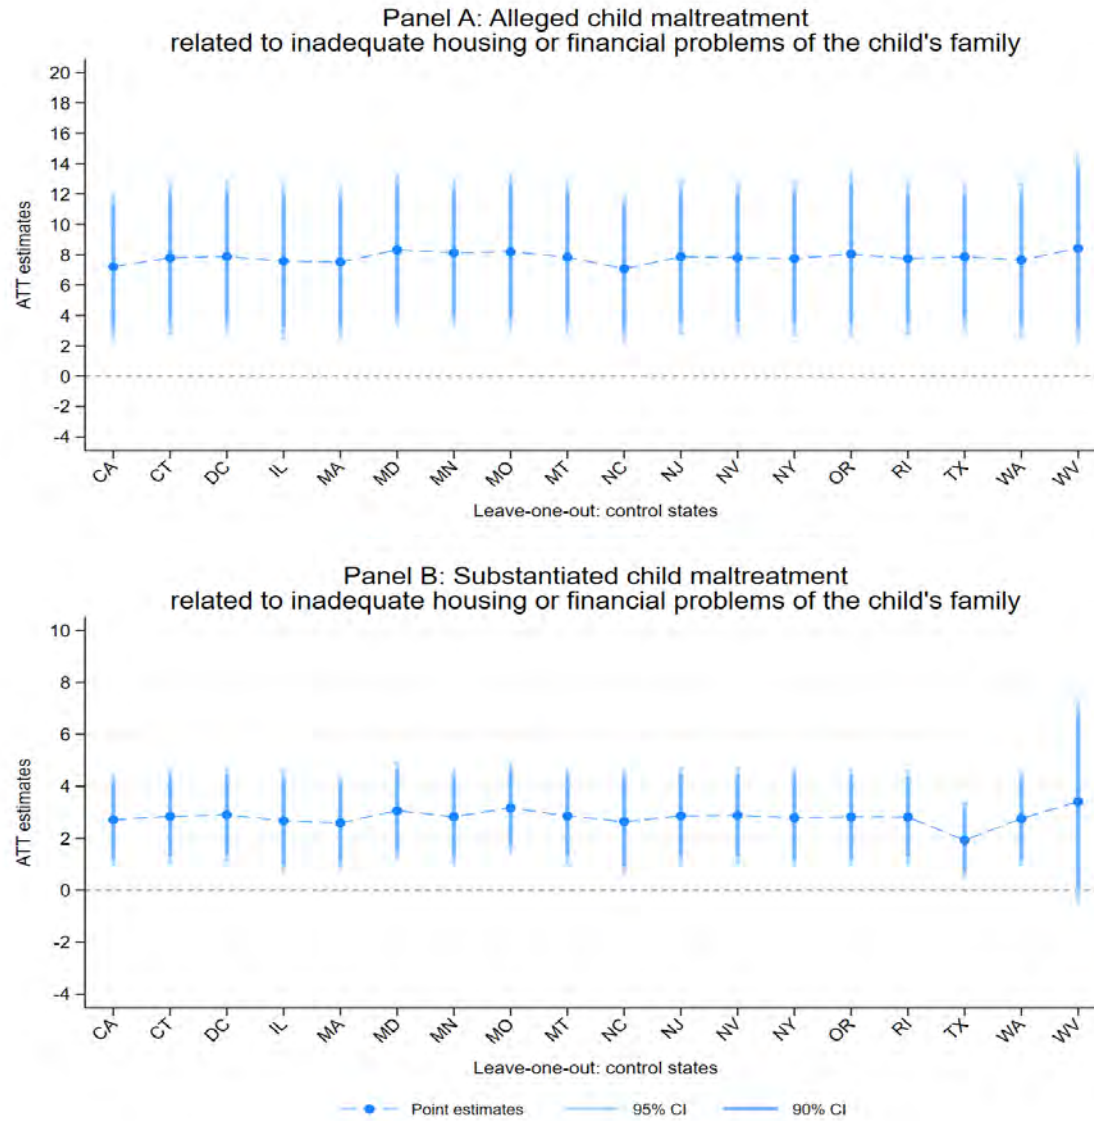 Panel A: Alleged child maltreatment
related to inadequate housing or financial problems of the child's family
20
18
16
14
12
10
8
6
4
2
0
-2
-4
ATT estimates
CA CT DC IL MA MD MN MO MT NC NJ NV NY OR RI TX WA WV
Leave-one-out: control states
Panel B: Substantiated child maltreatment
related to inadequate housing or financial problems of the child's family
10
8
6
4
2
0
-2
-4
ATT estimates
CA CT DC IL MA MD MN MO MT NC NJ NV NY OR RI TX WA WV
Leave-one-out: control states
Point estimates 95% CI 90% CI